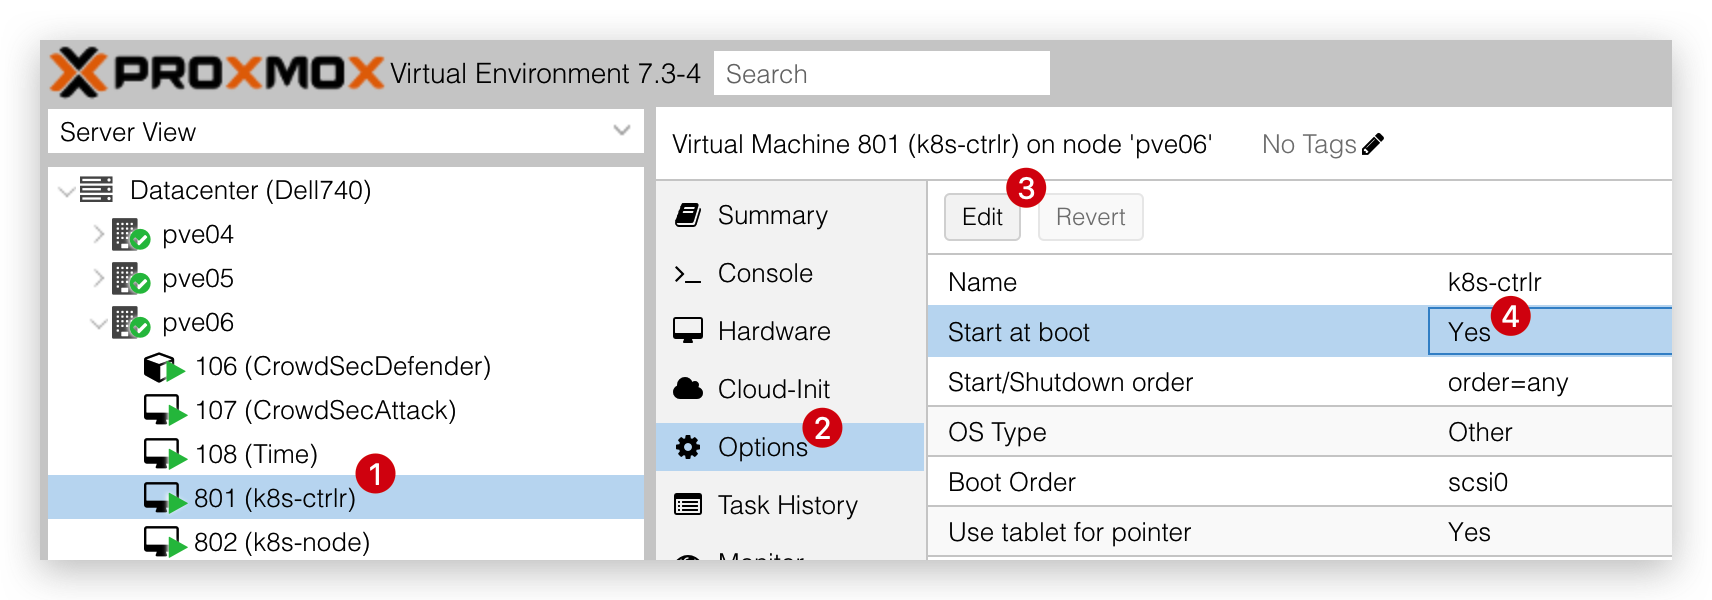 PROXMOX Virtual Environment 7.3-4 Search
Server View
Datacenter (Dell740)
pve04
pve05
pve06
106 (CrowdSecDefender)
107 (CrowdSecAttack)
108 (Time)
801 (k8s-ctrlr) 1
802 (k8s-node)
Virtual Machine 801 (k8s-ctrlr) on node 'pve06' No Tags
Summary
Console
Hardware
Cloud-Init
Options 2
Task History
Monitor
Edit 3 Revert
Name k8s-ctrlr
Start at boot Yes 4
Start/Shutdown order order=any
OS Type Other
Boot Order scsi0
Use tablet for pointer Yes